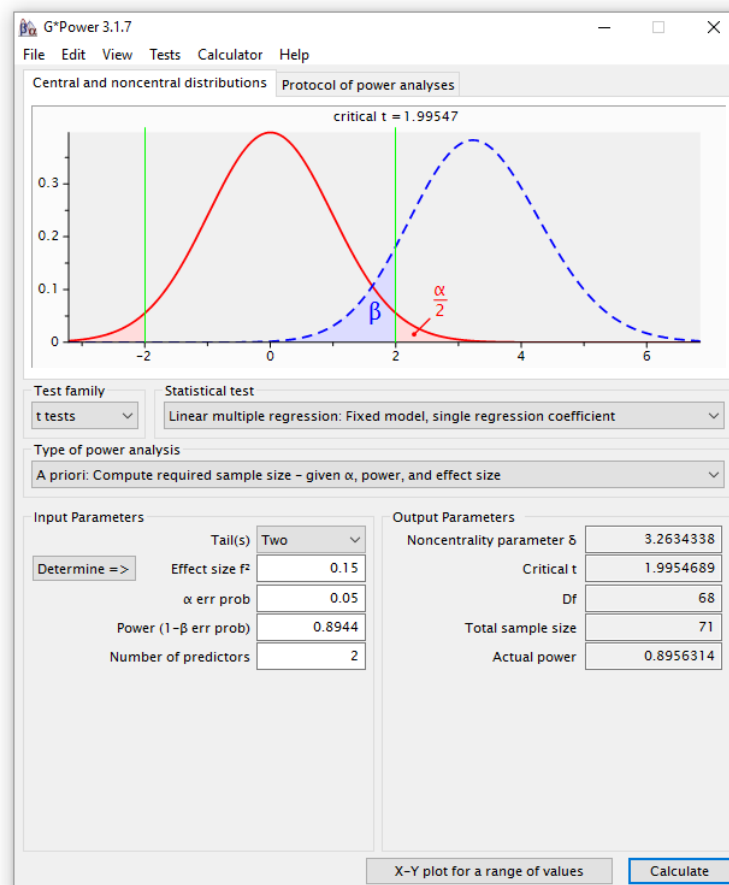 G*Power 3.1.7
File Edit View Tests Calculator Help
Central and noncentral distributions Protocol of power analyses
critical t = 1.99547
0.3
0.2
0.1
0
β
α
2
−2 0 2 4 6
Test family Statistical test
t tests Linear multiple regression: Fixed model, single regression coefficient
Type of power analysis
A priori: Compute required sample size – given α, power, and effect size
Input Parameters Output Parameters
Tail(s) Two Noncentrality parameter δ 3.2634338
Determine => Effect size f² 0.15 Critical t 1.9954689
α err prob 0.05 Df 68
Power (1–β err prob) 0.8944 Total sample size 71
Number of predictors 2 Actual power 0.8956314
X–Y plot for a range of values Calculate